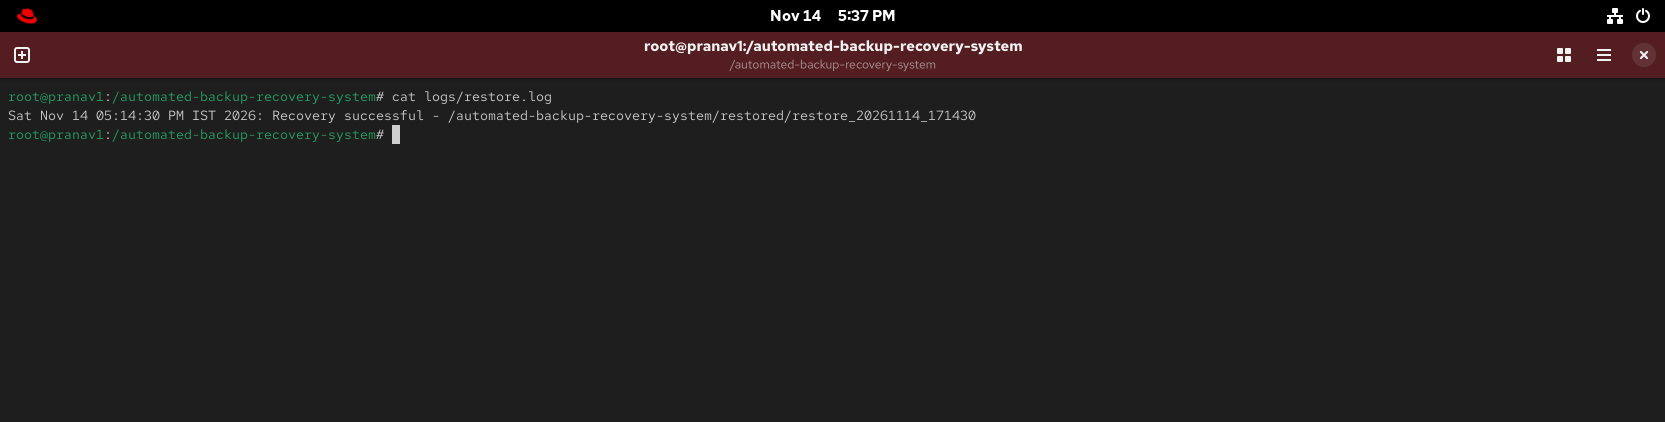 Nov 14 5:37 PM
root@pranav1:/automated-backup-recovery-system
/automated-backup-recovery-system
root@pranav1:/automated-backup-recovery-system# cat logs/restore.log
Sat Nov 14 05:14:30 PM IST 2026: Recovery successful - /automated-backup-recovery-system/restored/restore_20261114_171430
root@pranav1:/automated-backup-recovery-system#